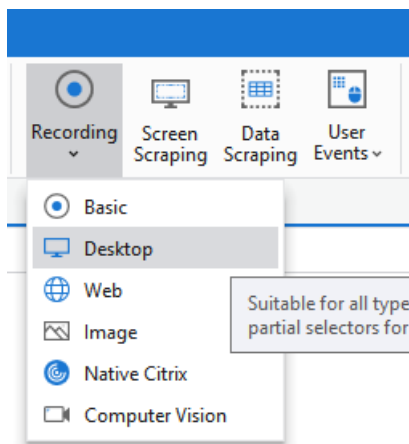 Recording
Screen
Scraping
Data
Scraping
User
Events
Basic
Desktop
Web
Suitable for all type
partial selectors for
Image
Native Citrix
Computer Vision